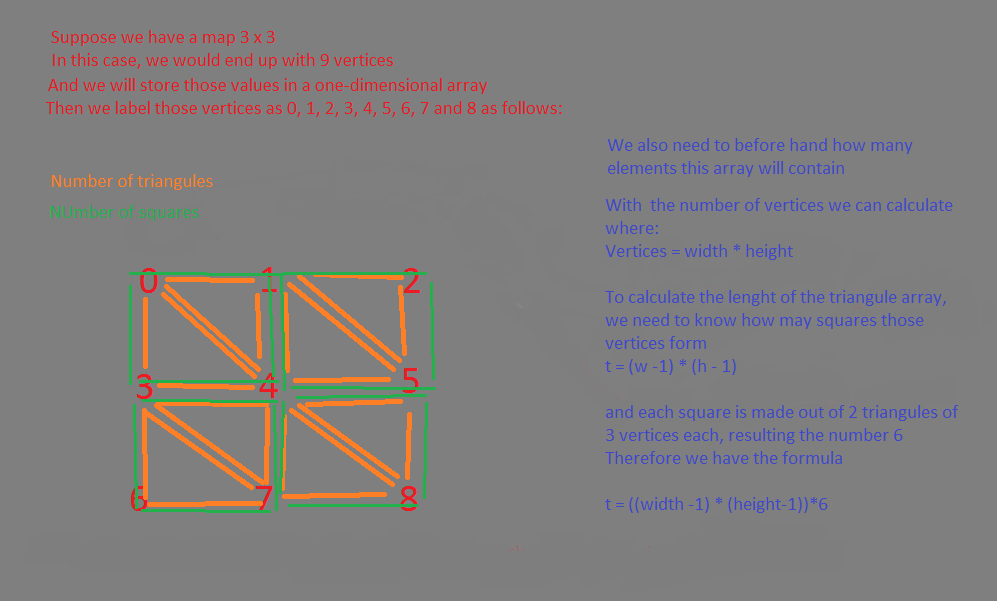 Suppose we have a map 3 x 3
In this case, we would end up with 9 vertices
And we will store those values in a one-dimensional array
Then we label those vertices as 0, 1, 2, 3, 4, 5, 6, 7 and 8 as follows:
Number of triangules
NUmber of squares
0 1 2
3 4 5
6 7 8
We also need to before hand how many
elements this array will contain
With the number of vertices we can calculate
where:
Vertices = width * height
To calculate the lenght of the triangule array,
we need to know how may squares those
vertices form
t = (w -1) * (h - 1)
and each square is made out of 2 triangules of
3 vertices each, resulting the number 6
Therefore we have the formula
t = ((width -1) * (height-1))*6